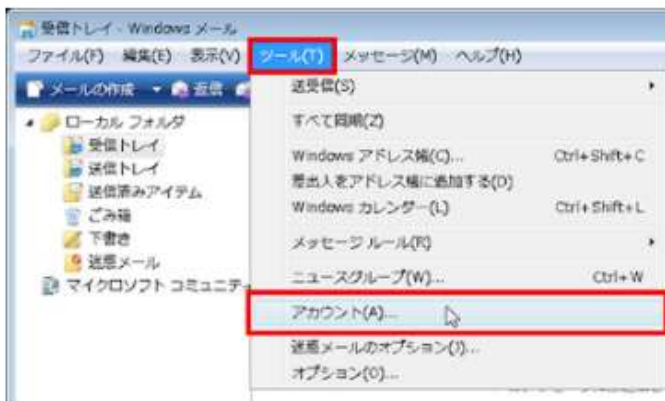 受信トレイ - Windows メール
ファイル(F) 編集(E) 表示(V) ツール(T) メッセージ(M) ヘルプ(H)
メールの作成 返信
ローカル フォルダ
受信トレイ
送信トレイ
送信済みアイテム
ごみ箱
下書き
迷惑メール
マイクロソフト コミュニテ
送受信(S)
すべて同期(Z)
Windows アドレス帳(C)... Ctrl+Shift+C
差出人をアドレス帳に追加する(D)
Windows カレンダー(L) Ctrl+Shift+L
メッセージ ルール(R)
ニュースグループ(W)... Ctrl+W
アカウント(A)...
迷惑メールのオプション(J)...
オプション(O)...